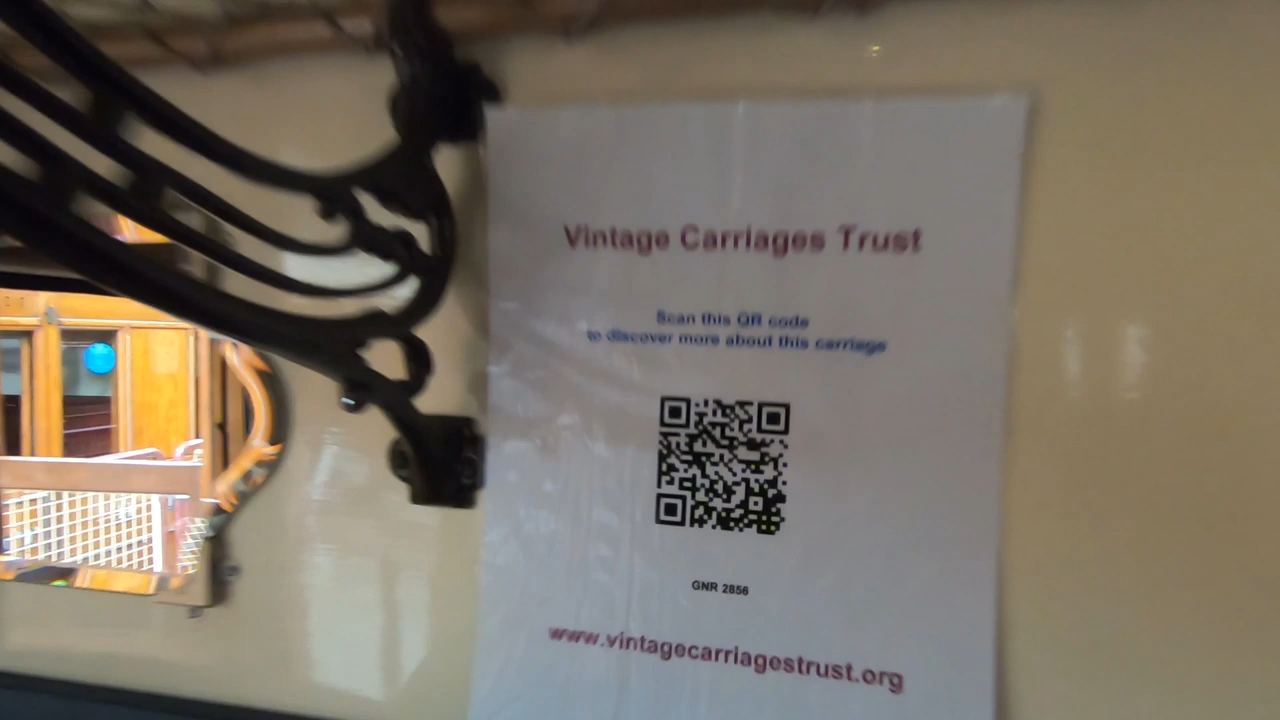 Vintage Carriages Trust
Scan this QR code
to discover more about this carriage
GNR 2856
www.vintagecarriagestrust.org